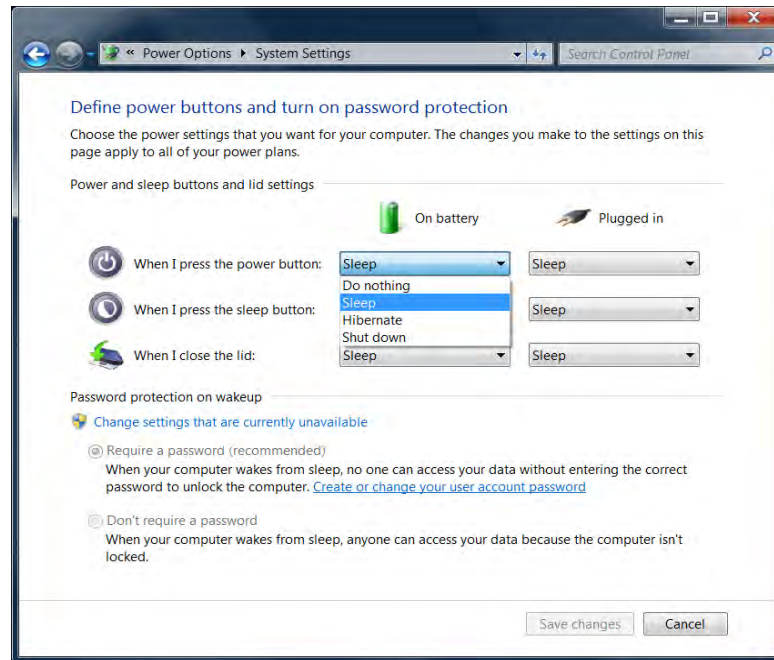 « Power Options ▸ System Settings
Search Control Panel
Define power buttons and turn on password protection
Choose the power settings that you want for your computer. The changes you make to the settings on this
page apply to all of your power plans.
Power and sleep buttons and lid settings
On battery
Plugged in
When I press the power button:
Sleep
Sleep
Do nothing
Sleep
Hibernate
Shut down
When I press the sleep button:
Sleep
When I close the lid:
Sleep
Sleep
Password protection on wakeup
Change settings that are currently unavailable
Require a password (recommended)
When your computer wakes from sleep, no one can access your data without entering the correct
password to unlock the computer. Create or change your user account password
Don't require a password
When your computer wakes from sleep, anyone can access your data because the computer isn't
locked.
Save changes
Cancel